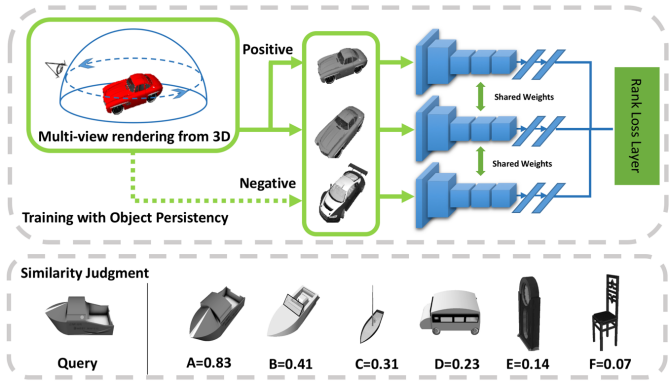 Positive
Multi-view rendering from 3D
Negative
Training with Object Persistency
Shared Weights
Shared Weights
Rank Loss Layer
Similarity Judgment
Query
A=0.83
B=0.41
C=0.31
D=0.23
E=0.14
F=0.07